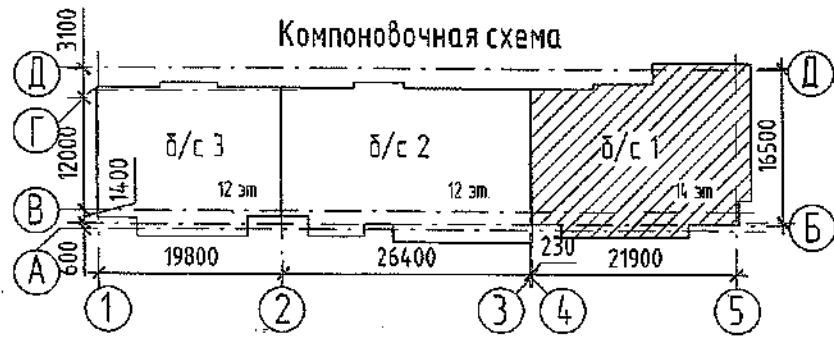 Компоновочная схема
3100
Д
Д
Г
12000
1400
б/с 3
12 эт
б/с 2
12 эт.
б/с 1
14 эт
16500
В
А
600
Б
19800
26400
230
21900
1
2
3
4
5